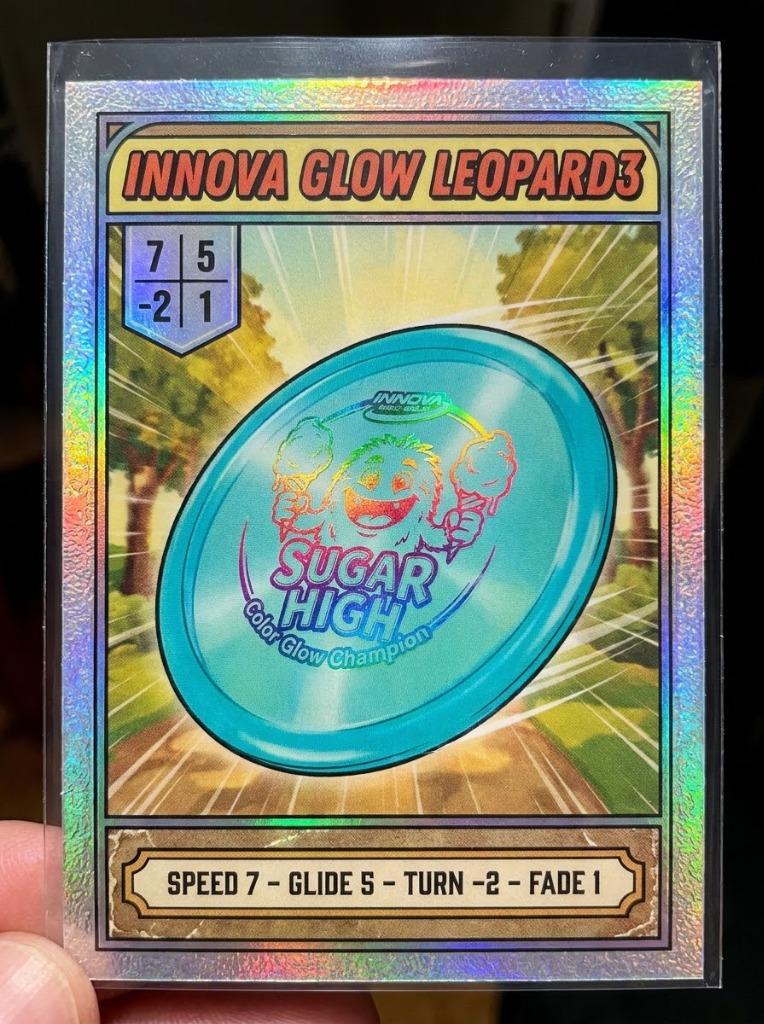 INNOVA GLOW LEOPARD3
7 5
-2 1
INNOVA
SUGAR
HIGH
Color Glow Champion
SPEED 7 – GLIDE 5 – TURN -2 – FADE 1